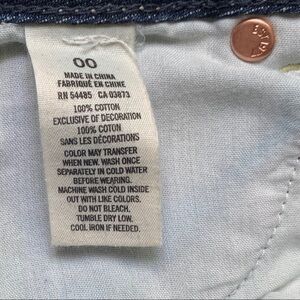 00
MADE IN CHINA
FABRIQUÉ EN CHINE
RN 54485 CA 03873
100% COTTON
EXCLUSIVE OF DECORATION
100% COTON
SANS LES DÉCORATIONS
COLOR MAY TRANSFER
WHEN NEW. WASH ONCE
SEPARATELY IN COLD WATER
BEFORE WEARING.
MACHINE WASH COLD INSIDE
OUT WITH LIKE COLORS.
DO NOT BLEACH.
TUMBLE DRY LOW.
COOL IRON IF NEEDED.